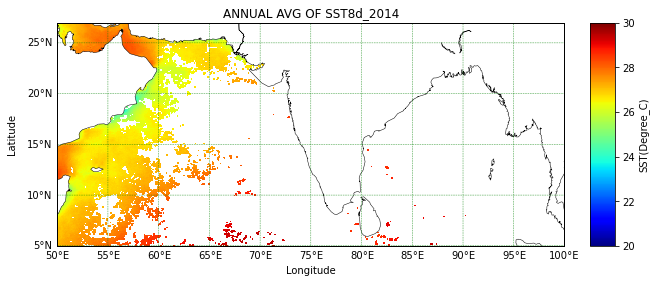 ANNUAL AVG OF SST8d_2014
25°N
20°N
15°N
10°N
5°N
Latitude
50°E 55°E 60°E 65°E 70°E 75°E 80°E 85°E 90°E 95°E 100°E
Longitude
30
28
26
24
22
20
SST(Degree_C)